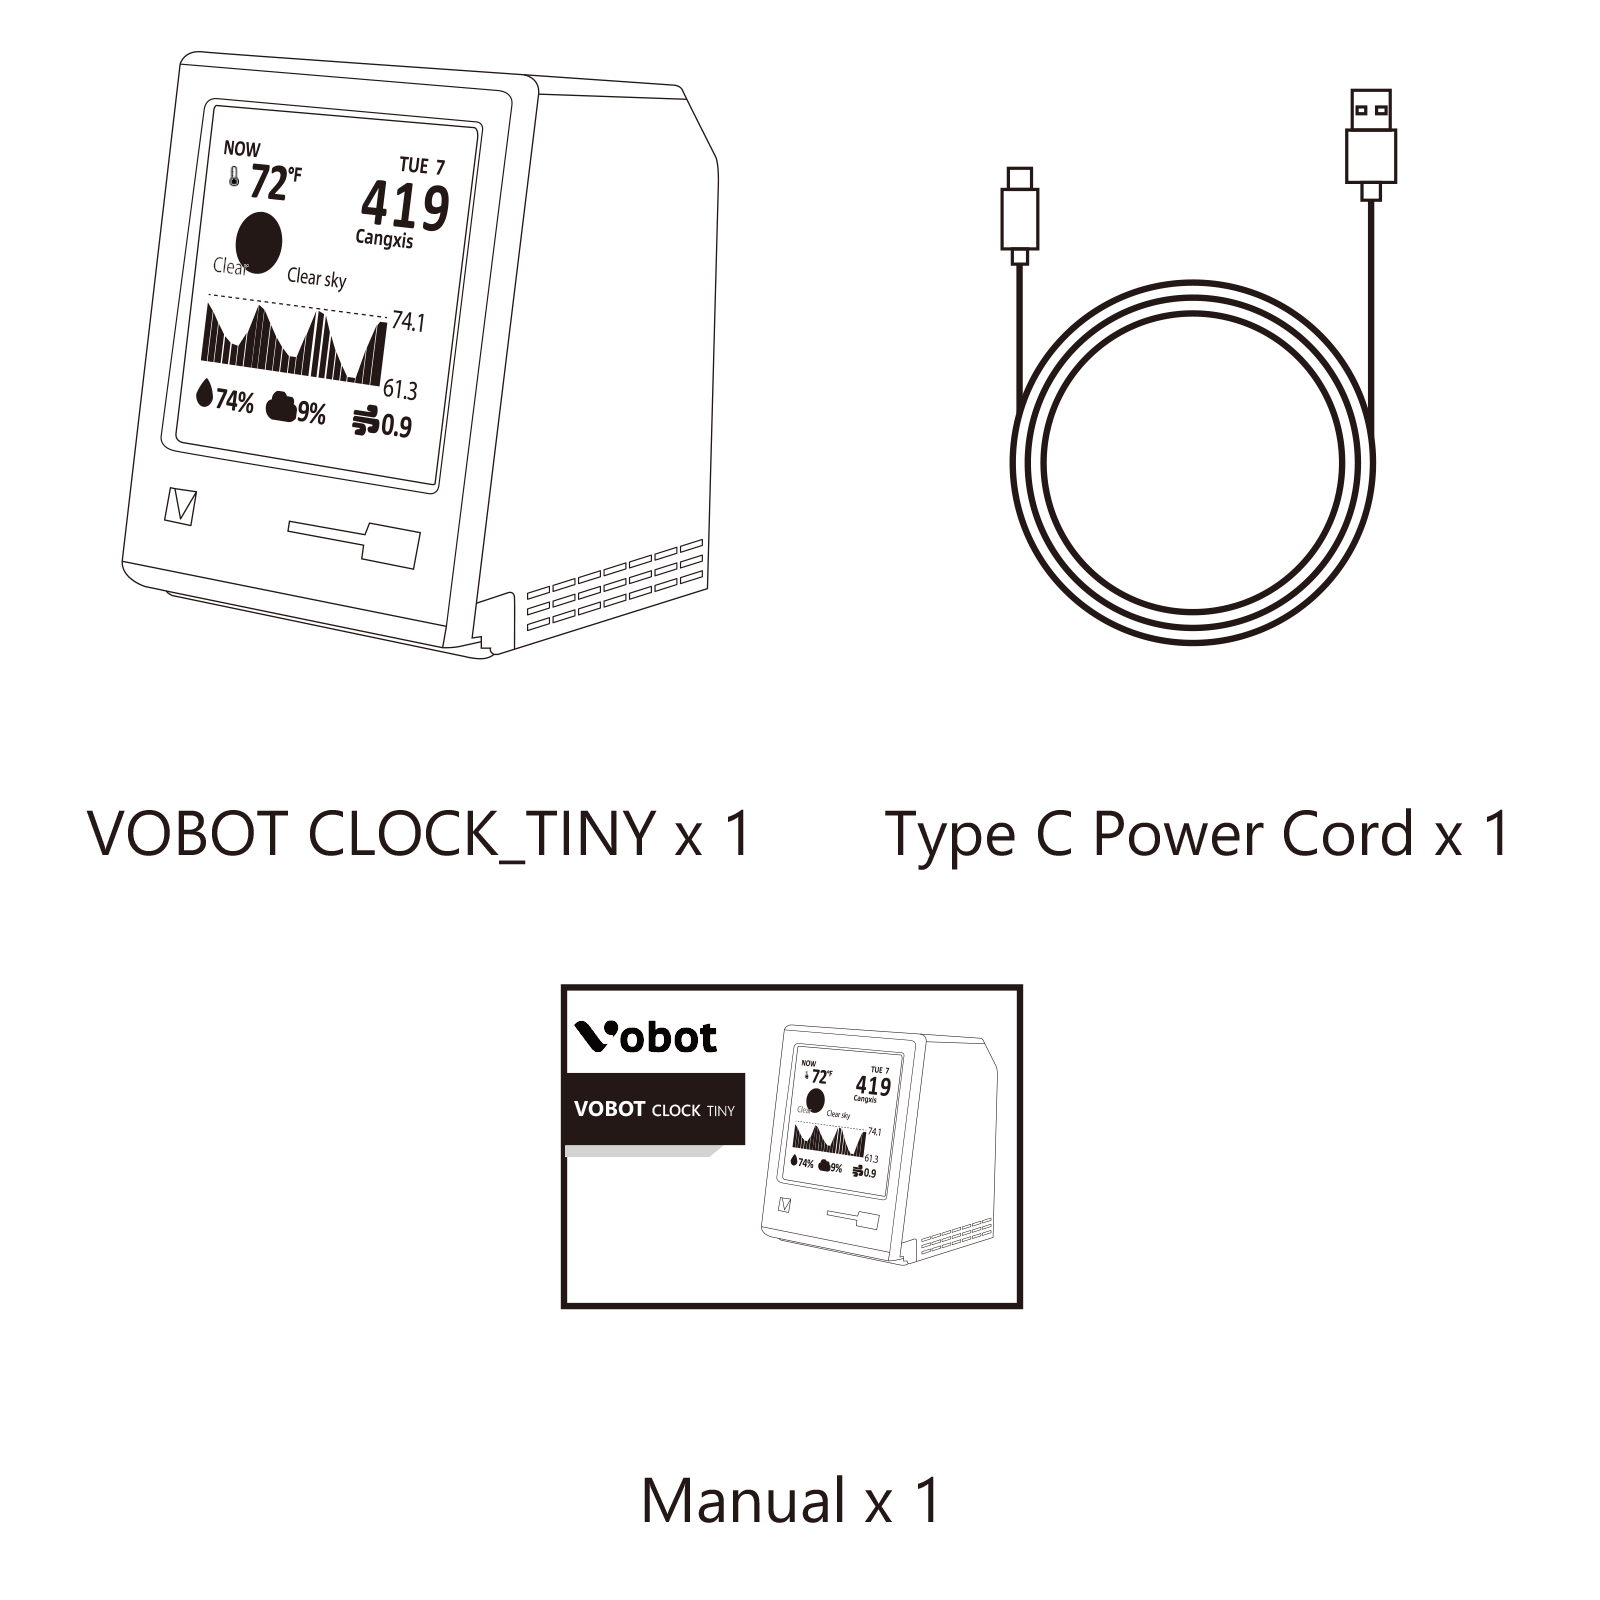 NOW
72°F
TUE 7
419
Cangxis
Clear
Clear sky
74.1
61.3
74%
9%
0.9
V
VOBOT CLOCK_TINY x 1
Type C Power Cord x 1
Vobot
VOBOT CLOCK TINY
NOW
72°F
TUE 7
419
Cangxis
Clear
Clear sky
74.1
61.3
74%
9%
0.9
V
Manual x 1